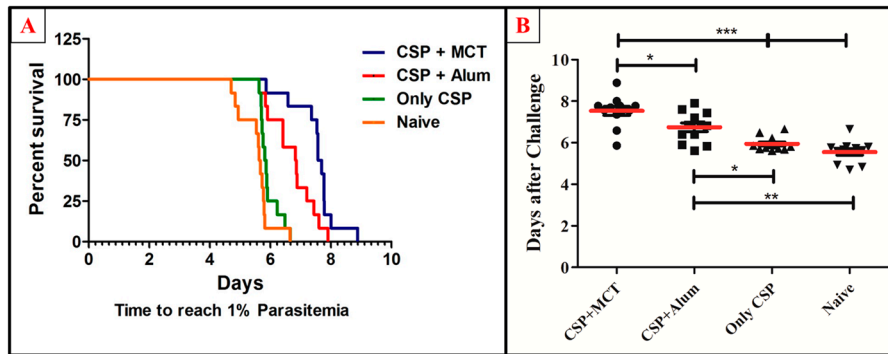 A
125
100
75
50
25
0
Percent survival
0 2 4 6 8 10
Days
Time to reach 1% Parasitemia
CSP + MCT
CSP + Alum
Only CSP
Naive
B
***
*
*
**
10
8
6
4
2
0
Days after Challenge
CSP+MCT
CSP+Alum
Only CSP
Naive